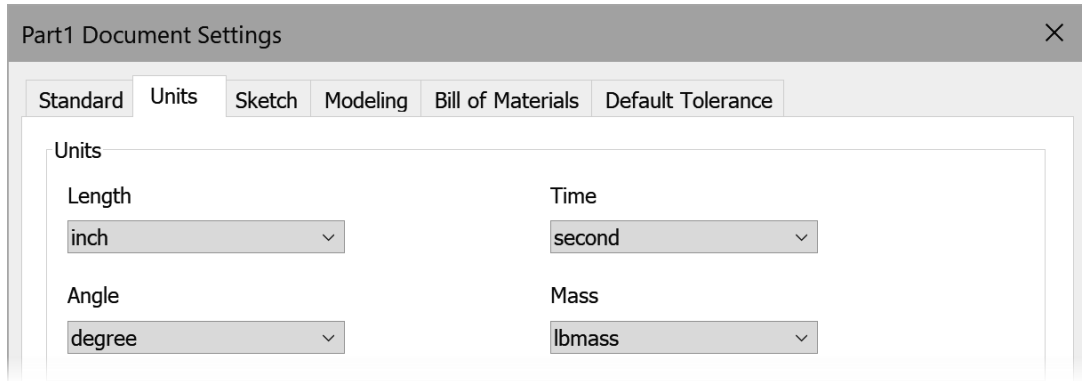 Part1 Document Settings
Standard Units Sketch Modeling Bill of Materials Default Tolerance
Units
Length Time
inch second
Angle Mass
degree lbmass